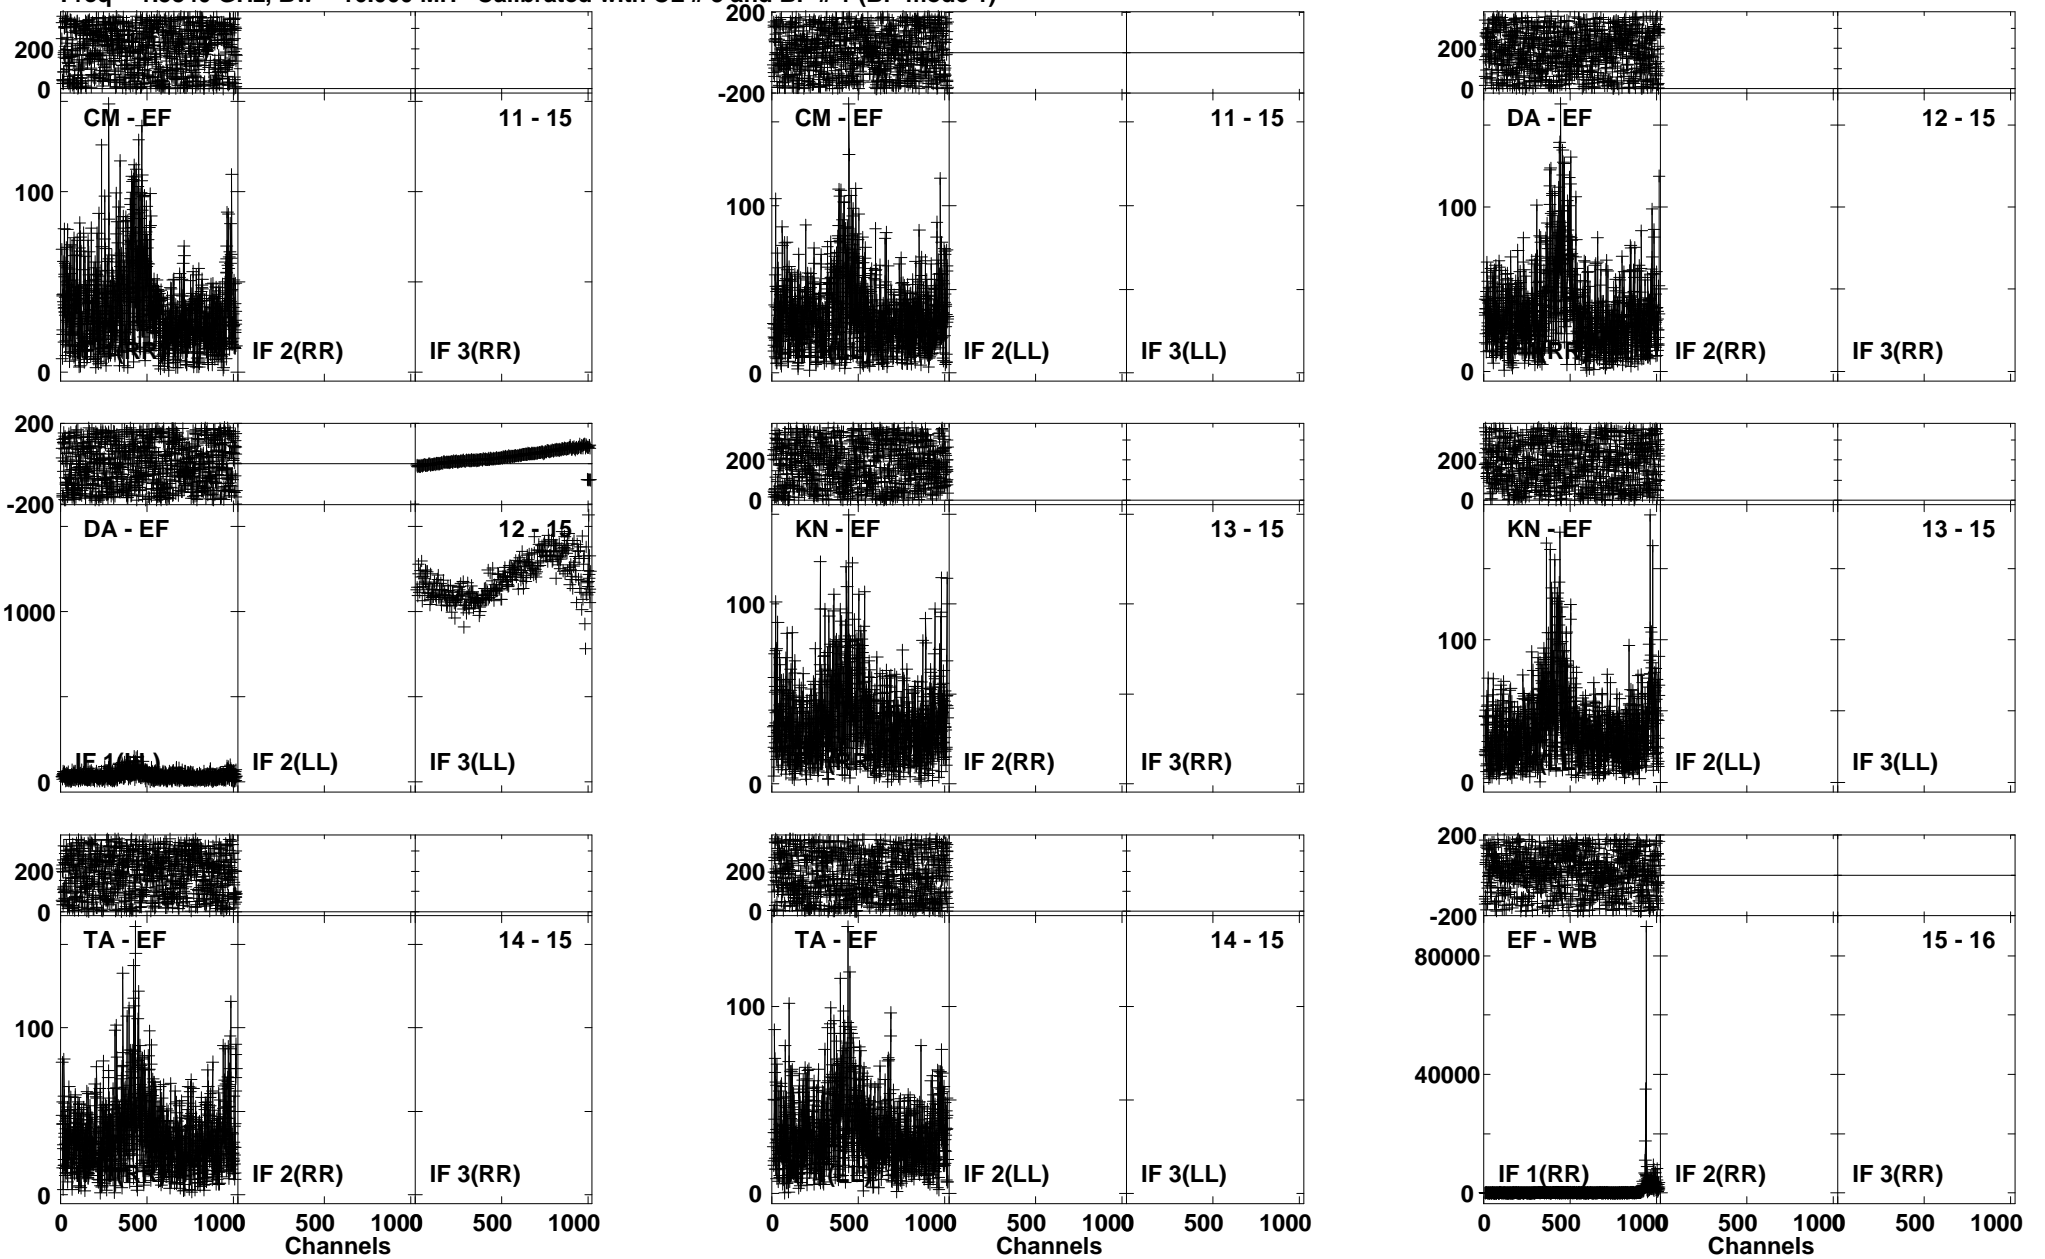 200
0
CM - EF
11 - 15
100
0
IF 2(RR)
IF 3(RR)
200
-200
CM - EF
11 - 15
100
0
IF 2(LL)
IF 3(LL)
200
0
DA - EF
12 - 15
100
0
IF 2(RR)
IF 3(RR)
200
-200
DA - EF
12 - 15
1000
0
IF 1(LL)
IF 2(LL)
IF 3(LL)
200
0
KN - EF
13 - 15
100
0
IF 2(RR)
IF 3(RR)
200
0
KN - EF
13 - 15
100
0
IF 2(LL)
IF 3(LL)
200
0
TA - EF
14 - 15
100
0
IF 2(RR)
IF 3(RR)
0 500 1000 500 1000 500 1000
Channels
200
0
TA - EF
14 - 15
100
0
IF 2(LL)
IF 3(LL)
0 500 1000 500 1000 500 1000
Channels
200
-200
EF - WB
15 - 16
80000
40000
0
IF 1(RR)
IF 2(RR)
IF 3(RR)
0 500 1000 500 1000 500 1000
Channels